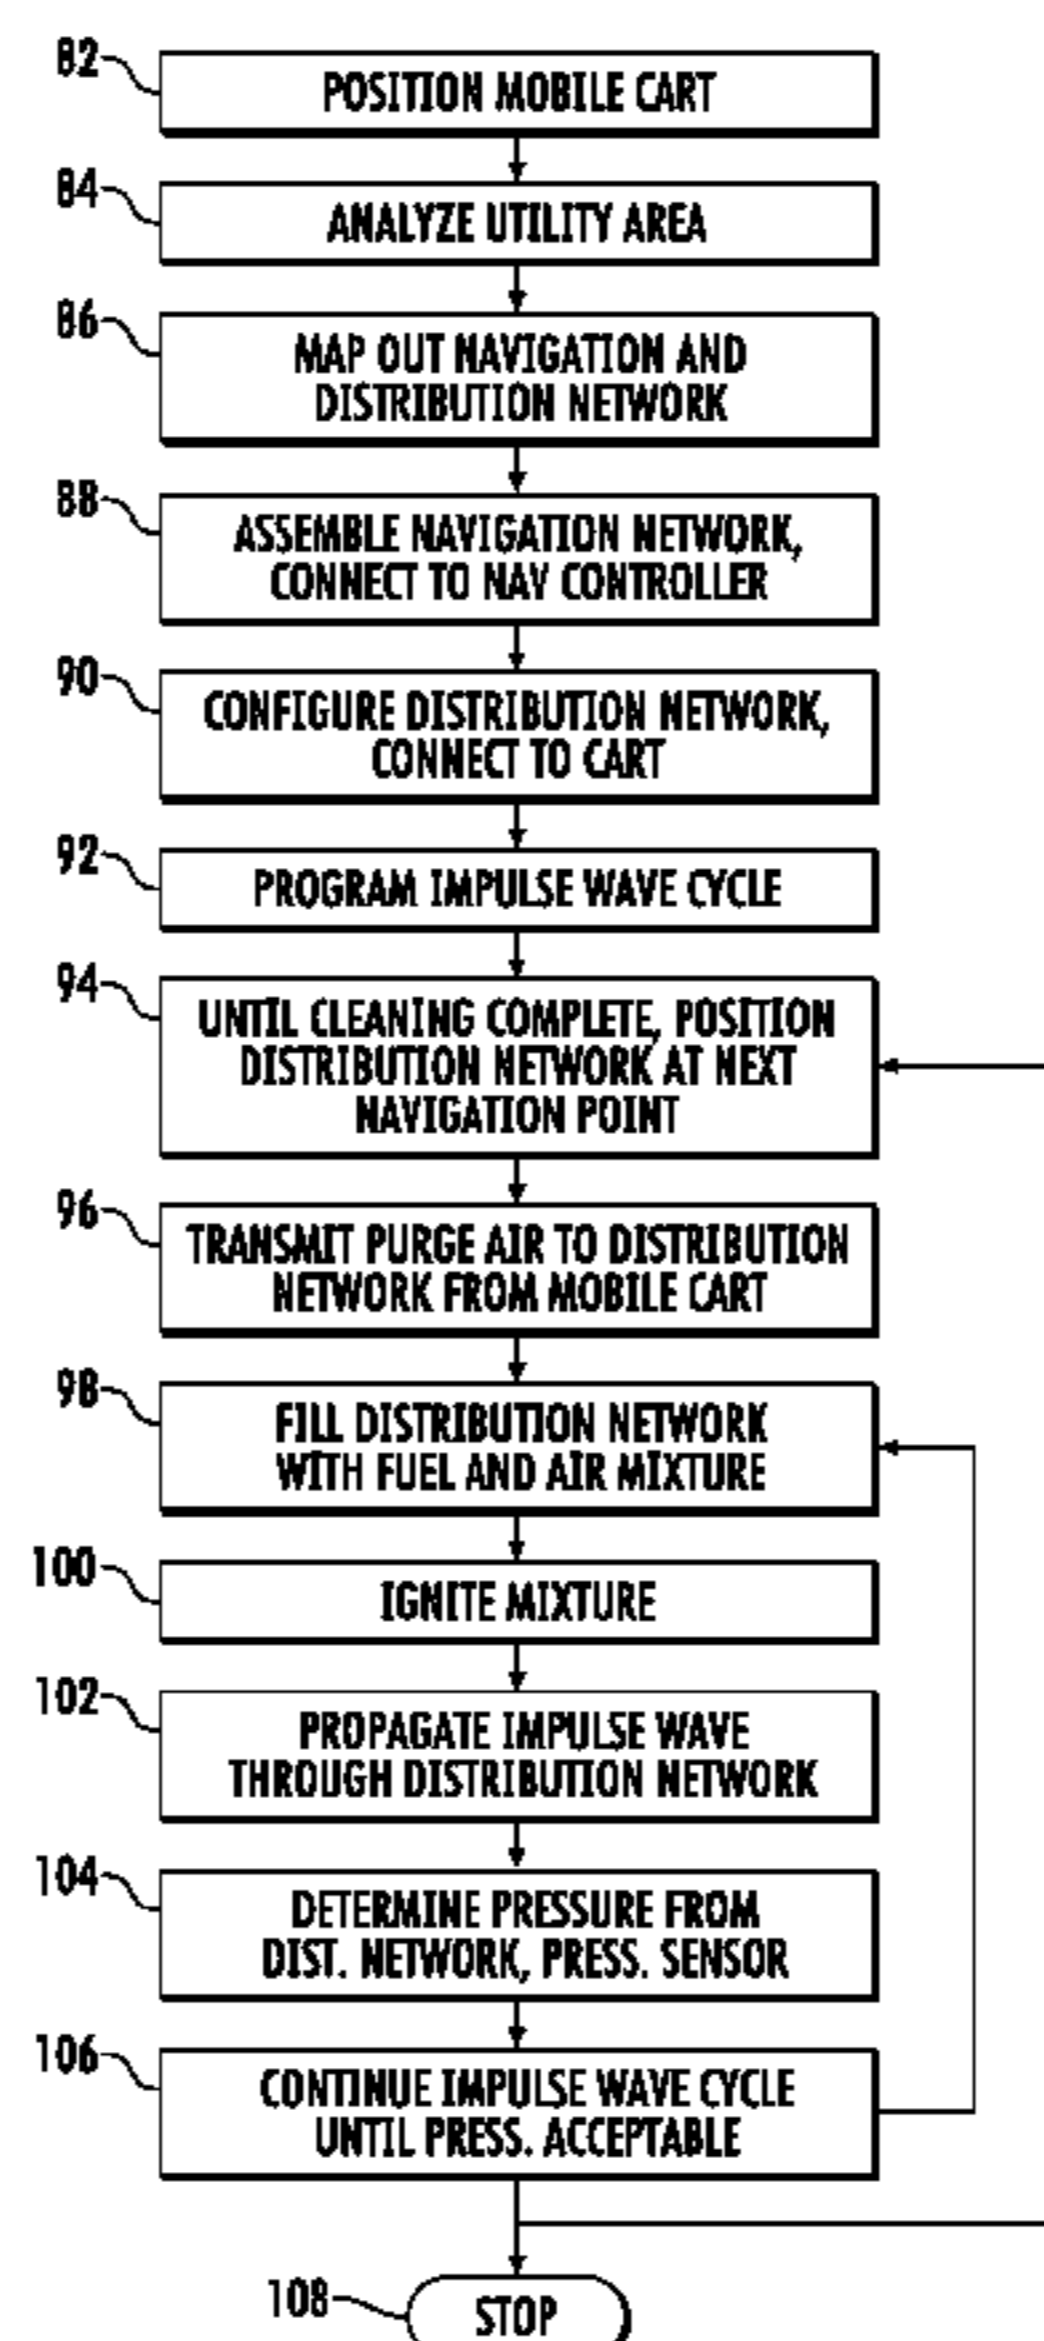 82
POSITION MOBILE CART
84
ANALYZE UTILITY AREA
86
MAP OUT NAVIGATION AND
DISTRIBUTION NETWORK
88
ASSEMBLE NAVIGATION NETWORK,
CONNECT TO NAV CONTROLLER
90
CONFIGURE DISTRIBUTION NETWORK,
CONNECT TO CART
92
PROGRAM IMPULSE WAVE CYCLE
94
UNTIL CLEANING COMPLETE, POSITION
DISTRIBUTION NETWORK AT NEXT
NAVIGATION POINT
96
TRANSMIT PURGE AIR TO DISTRIBUTION
NETWORK FROM MOBILE CART
98
FILL DISTRIBUTION NETWORK
WITH FUEL AND AIR MIXTURE
100
IGNITE MIXTURE
102
PROPAGATE IMPULSE WAVE
THROUGH DISTRIBUTION NETWORK
104
DETERMINE PRESSURE FROM
DIST. NETWORK, PRESS. SENSOR
106
CONTINUE IMPULSE WAVE CYCLE
UNTIL PRESS. ACCEPTABLE
108
STOP